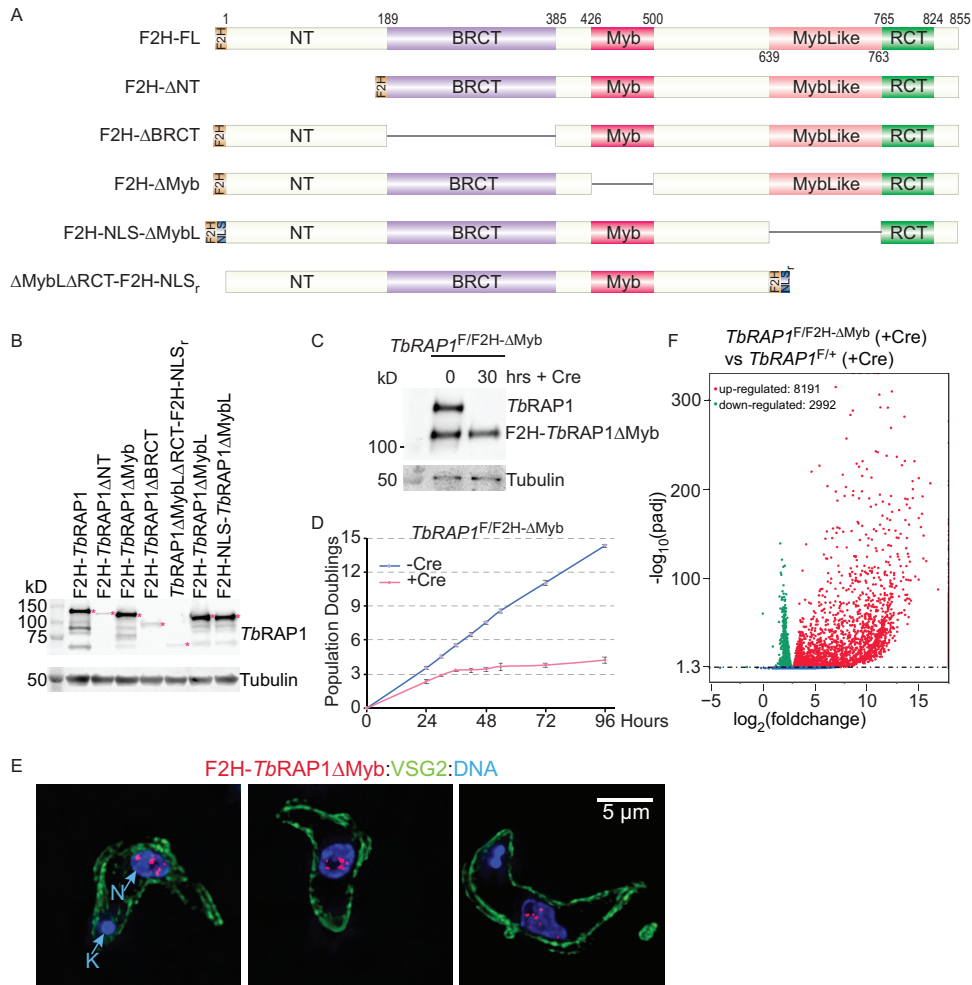 A
1 189 385 426 500 765 824 855
F2H-FL F2H NT BRCT Myb MybLike RCT
639 763
F2H-ΔNT F2H BRCT Myb MybLike RCT
F2H-ΔBRCT F2H NT Myb MybLike RCT
F2H-ΔMyb F2H NT BRCT MybLike RCT
F2H-NLS-ΔMybL F2H NLS NT BRCT Myb RCT
ΔMybLΔRCT-F2H-NLSr NT BRCT Myb F2H NLSr
B
F2H-TbRAP1
F2H-TbRAP1ΔNT
F2H-TbRAP1ΔMyb
F2H-TbRAP1ΔBRCT
TbRAP1ΔMybLΔRCT-F2H-NLSr
F2H-TbRAP1ΔMybL
F2H-NLS-TbRAP1ΔMybL
kD
150
100
75
TbRAP1
50 Tubulin
C
TbRAP1F/F2H-ΔMyb
kD 0 30 hrs + Cre
TbRAP1
F2H-TbRAP1ΔMyb
100
50 Tubulin
D
TbRAP1F/F2H-ΔMyb
-Cre
+Cre
Population Doublings
15
12
9
6
3
0
0 24 48 72 96 Hours
F
TbRAP1F/F2H-ΔMyb (+Cre)
vs TbRAP1F/+ (+Cre)
up-regulated: 8191
down-regulated: 2992
-log10(padj)
300
200
100
1.3
−5 0 5 10 15
log2(foldchange)
E
F2H-TbRAP1ΔMyb:VSG2:DNA
N
K
5 µm